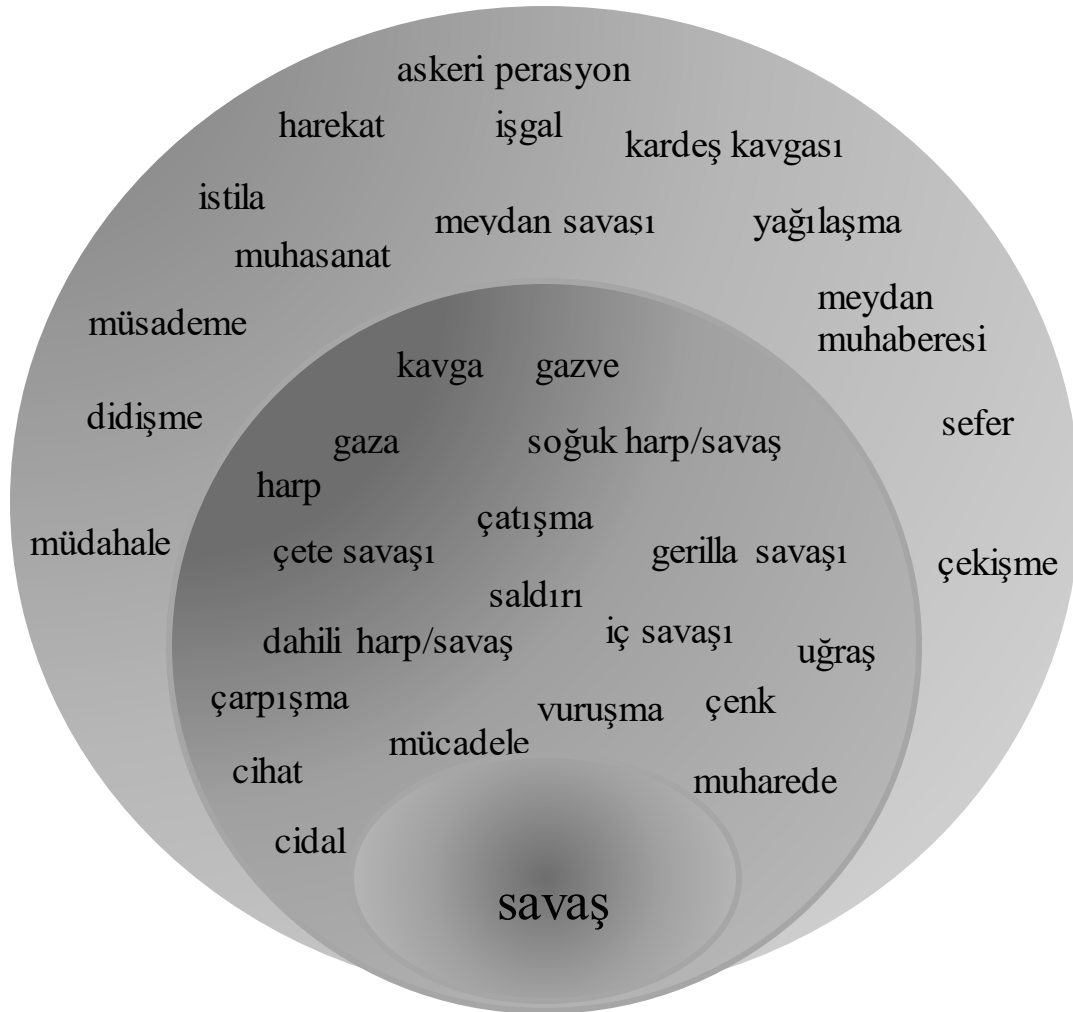 askeri perasyon
harekat
işgal
kardeş kavgası
istila
meydan savaşı
yağılaşma
muhasanat
meydan
muhaberesi
müsademe
kavga
gazve
didişme
sefer
gaza
soğuk harp/savaş
harp
çatışma
müdahale
çete savaşı
gerilla savaşı
çekişme
saldırı
dahili harp/savaş
iç savaşı
uğraş
çarpışma
vuruşma
çenk
mücadele
cihat
muharede
cidal
savaş